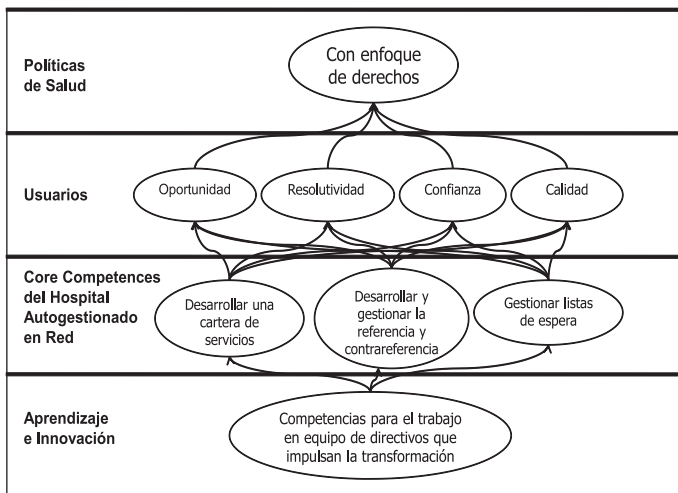 Políticas
de Salud
Con enfoque
de derechos
Usuarios
Oportunidad
Resolutividad
Confianza
Calidad
Core Competences
del Hospital
Autogestionado
en Red
Desarrollar una
cartera de
servicios
Desarrollar y
gestionar la
referencia y
contrareferencia
Gestionar listas
de espera
Aprendizaje
e Innovación
Competencias para el trabajo
en equipo de directivos que
impulsan la transformación